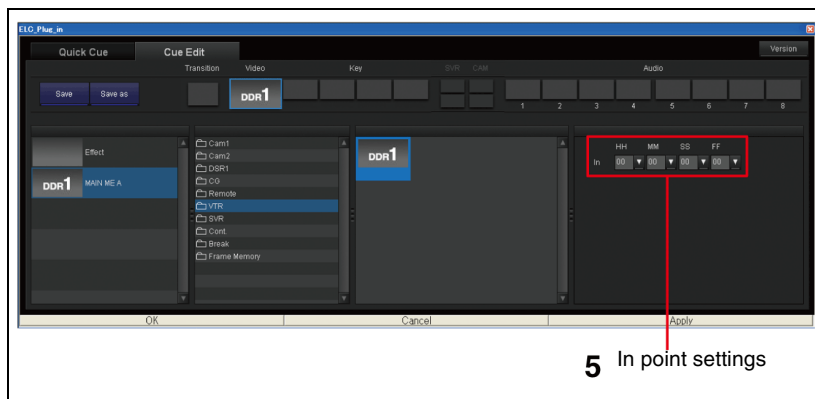 ELC_Plug_in
Quick Cue Cue Edit Version
Transition Video Key SVR CAM Audio
Save Save as DDR1
1 2 3 4 5 6 7 8
Effect
DDR1 MAIN ME A
Cam1
Cam2
DSR1
CG
Remote
VTR
SVR
Cont.
Break
Frame Memory
DDR1
HH MM SS FF
In 00 00 00 00
OK Cancel Apply
5 In point settings